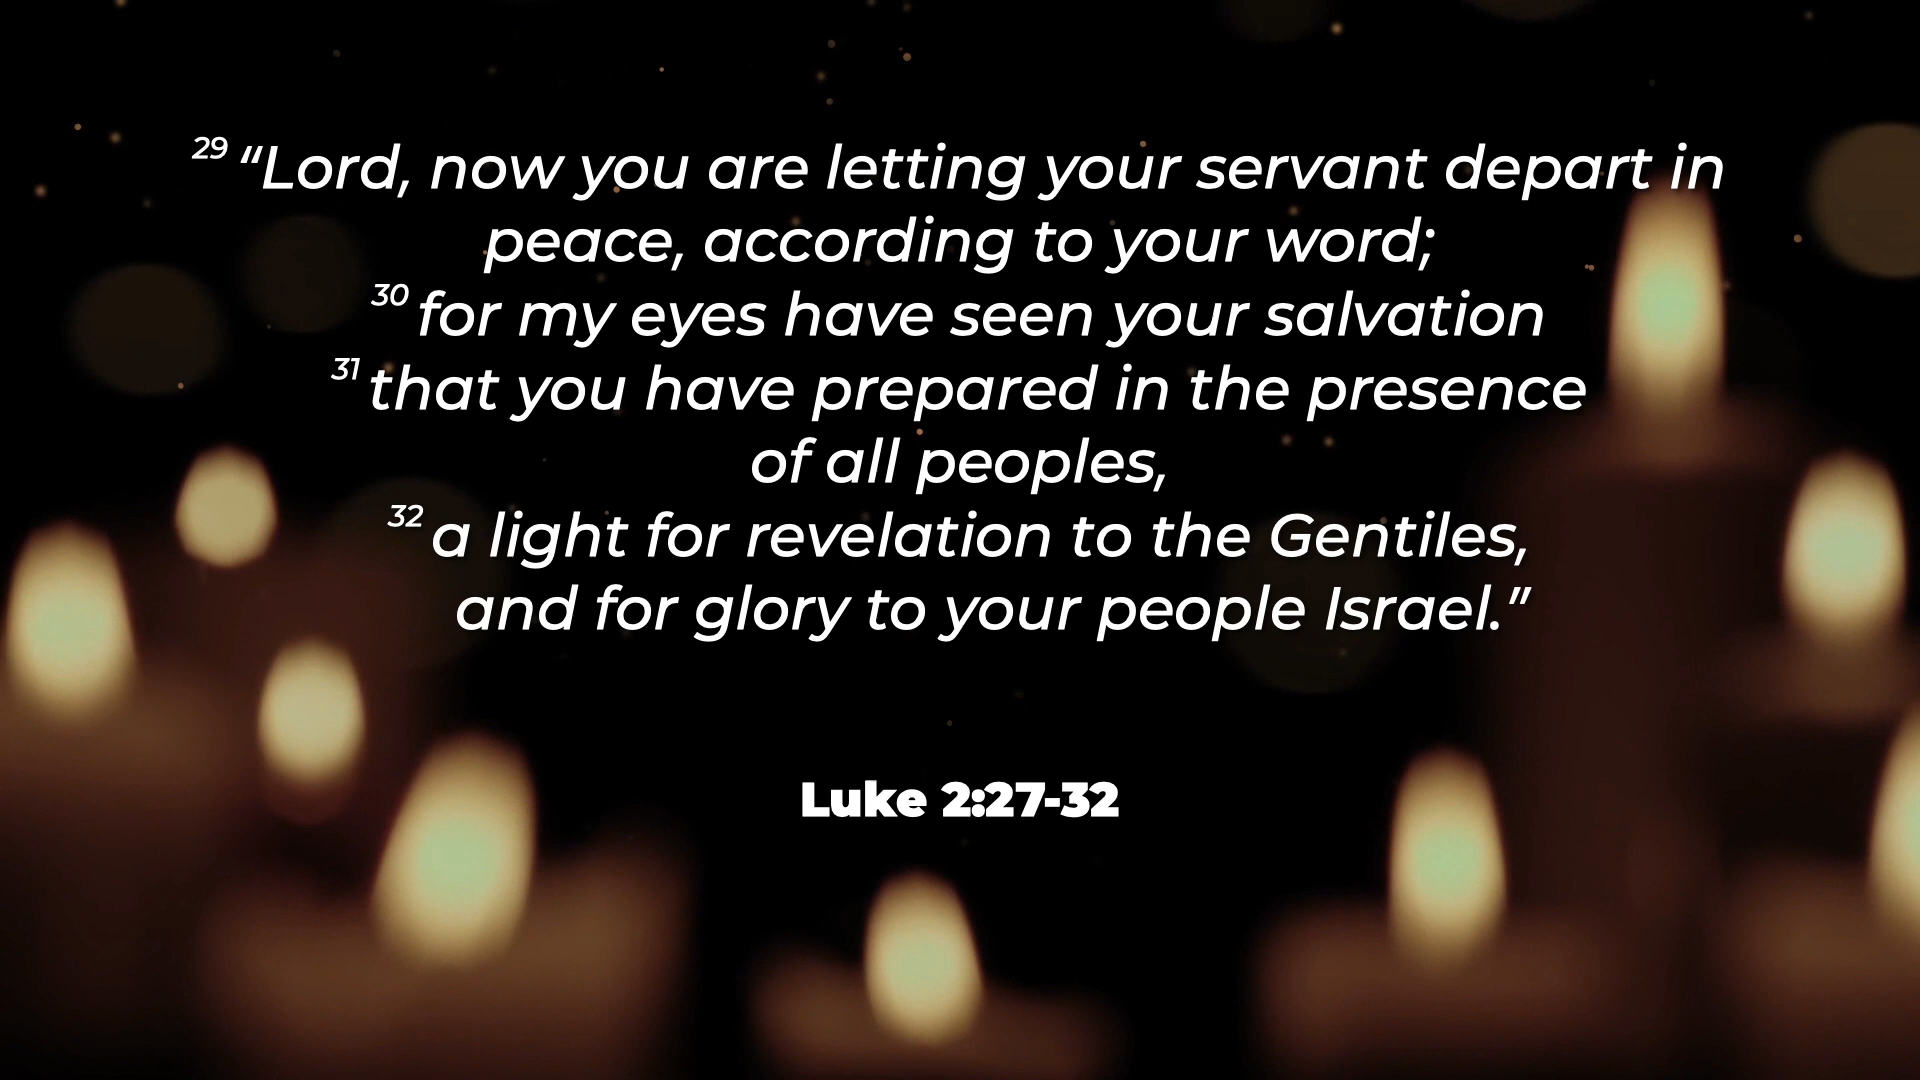 29 “Lord, now you are letting your servant depart in
peace, according to your word;
30 for my eyes have seen your salvation
31 that you have prepared in the presence
of all peoples,
32 a light for revelation to the Gentiles,
and for glory to your people Israel.”
Luke 2:27-32